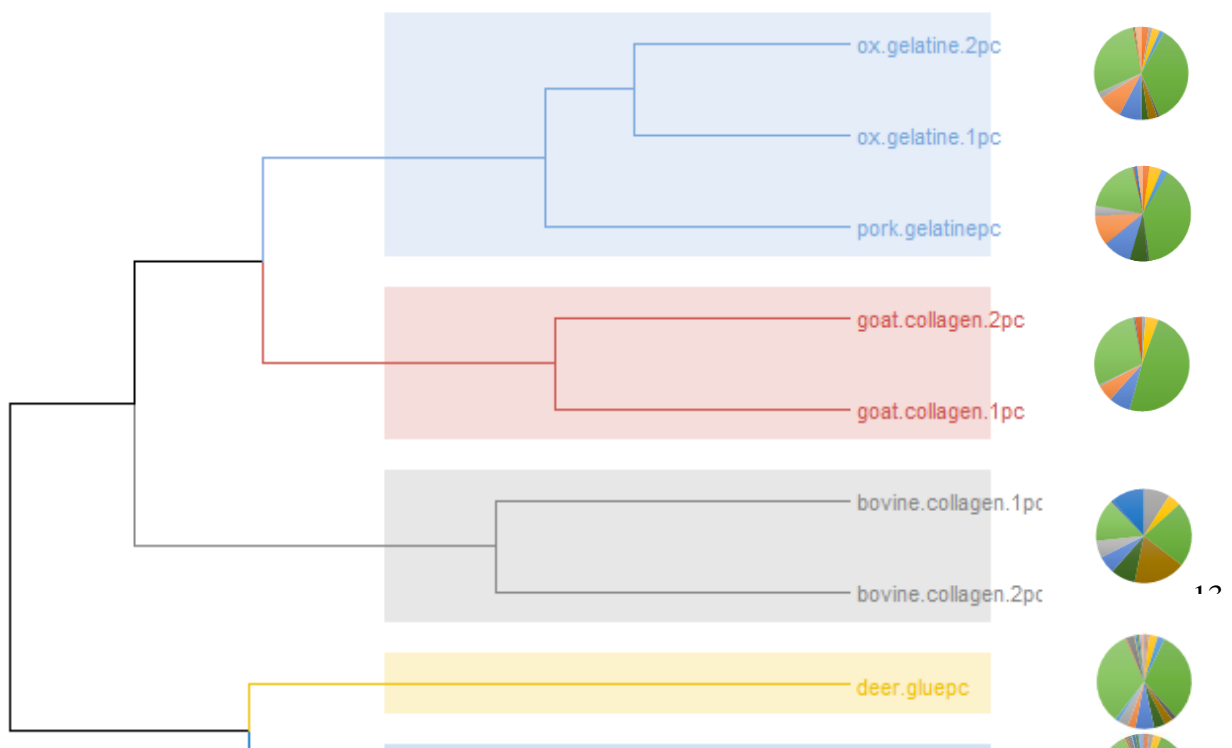 ox.gelatine.2pc
ox.gelatine.1pc
pork.gelatinepc
goat.collagen.2pc
goat.collagen.1pc
bovine.collagen.1pc
bovine.collagen.2pc
deer.gluepc